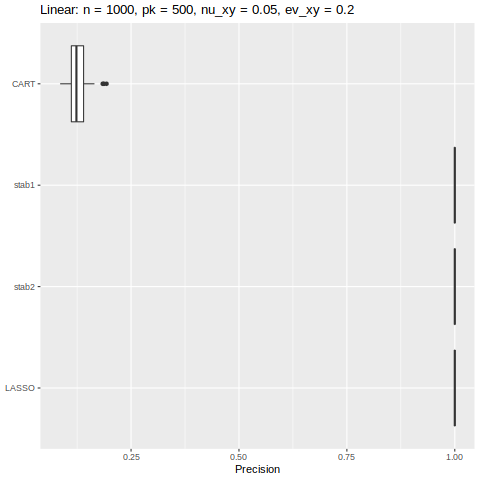 Linear: n = 1000, pk = 500, nu_xy = 0.05, ev_xy = 0.2
CART
stab1
stab2
LASSO
0.25 0.50 0.75 1.00
Precision